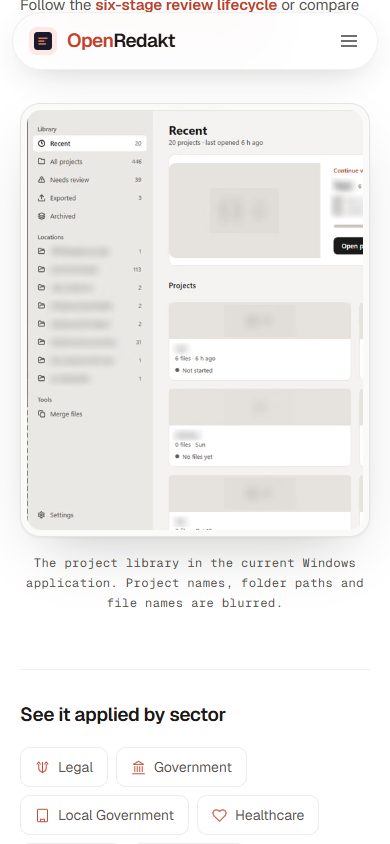 Follow the six-stage review lifecycle or compare
OpenRedakt
Library
Recent 20
All projects 446
Needs review 39
Exported 3
Archived
Locations
1
113
2
2
2
31
1
1
Tools
Merge files
Settings
Recent
20 projects · last opened 6 h ago
Continue w
6
Open p
Projects
6 files · 6 h ago
Not started
0 files · Sun
No files yet
The project library in the current Windows
application. Project names, folder paths and
file names are blurred.
See it applied by sector
Legal
Government
Local Government
Healthcare